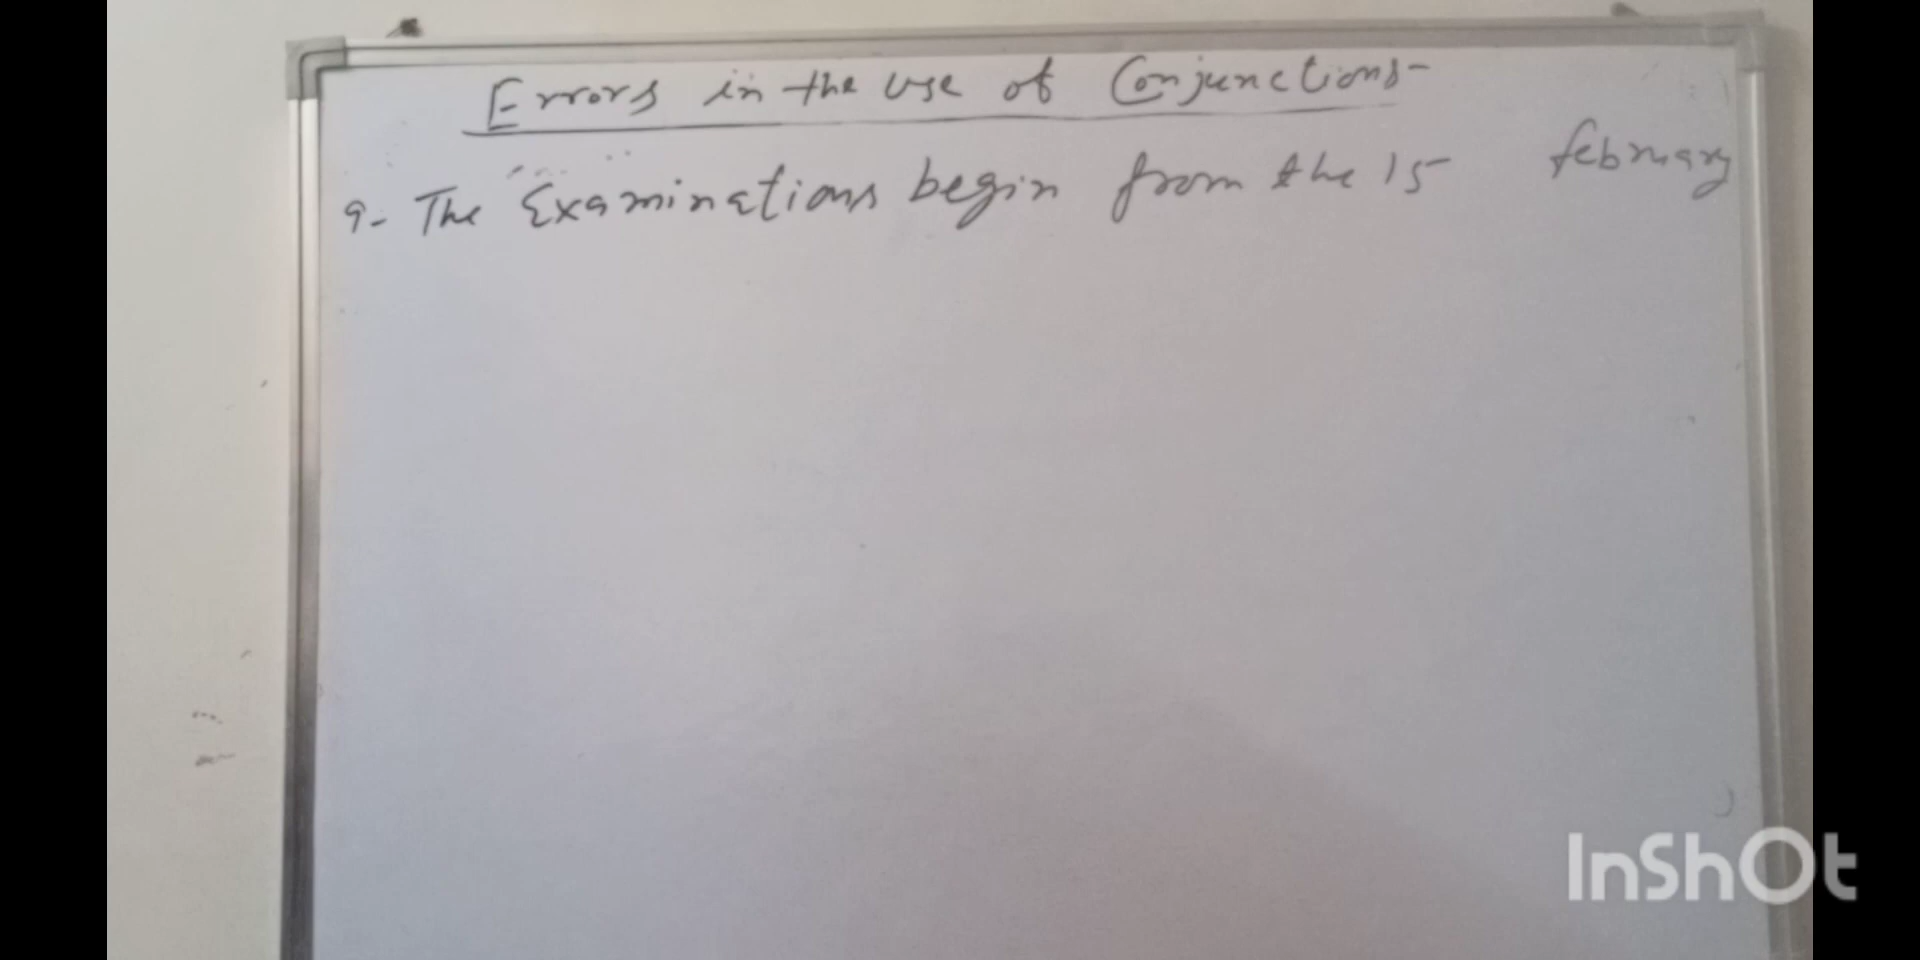 Errors in the use of Conjunctions-
9- The Examinations begin from the 15 february
InShOt